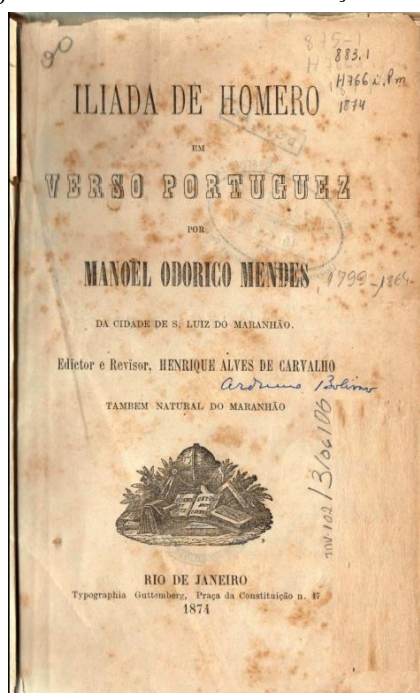 883.1
H766i.Pm
1874
ILIADA DE HOMERO
EM
VERSO PORTUGUEZ
POR
MANOEL ODORICO MENDES
1799-1864
DA CIDADE DE S. LUIZ DO MARANHÃO.
Edictor e Revisor, HENRIQUE ALVES DE CARVALHO
TAMBEM NATURAL DO MARANHÃO
RIO DE JANEIRO
Typographia Guttemberg, Praça da Constituição n. 47
1874